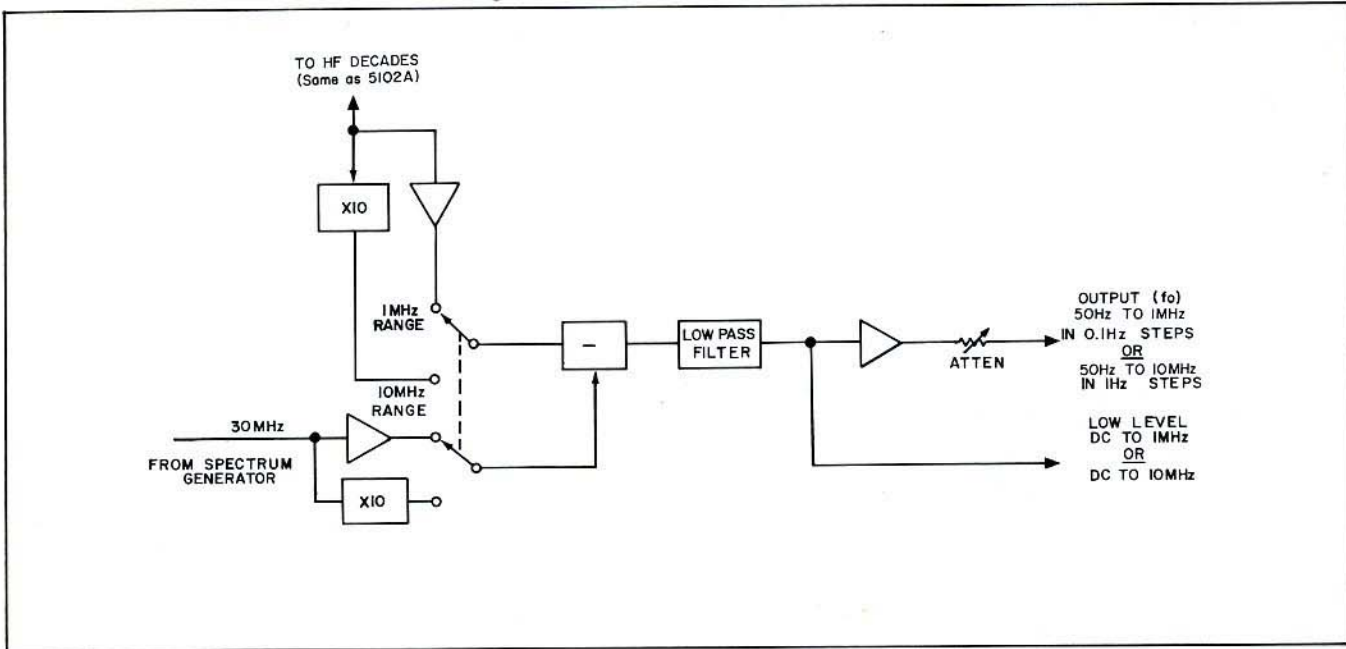 TO HF DECADES
(Same as 5102A)
X10
1MHz
RANGE
10MHz
RANGE
30MHz
FROM SPECTRUM
GENERATOR
X10
–
LOW PASS
FILTER
ATTEN
OUTPUT (fo)
50Hz TO 1MHz
IN 0.1Hz STEPS
OR
50Hz TO 10MHz
IN 1Hz STEPS
LOW LEVEL
DC TO 1MHz
OR
DC TO 10MHz